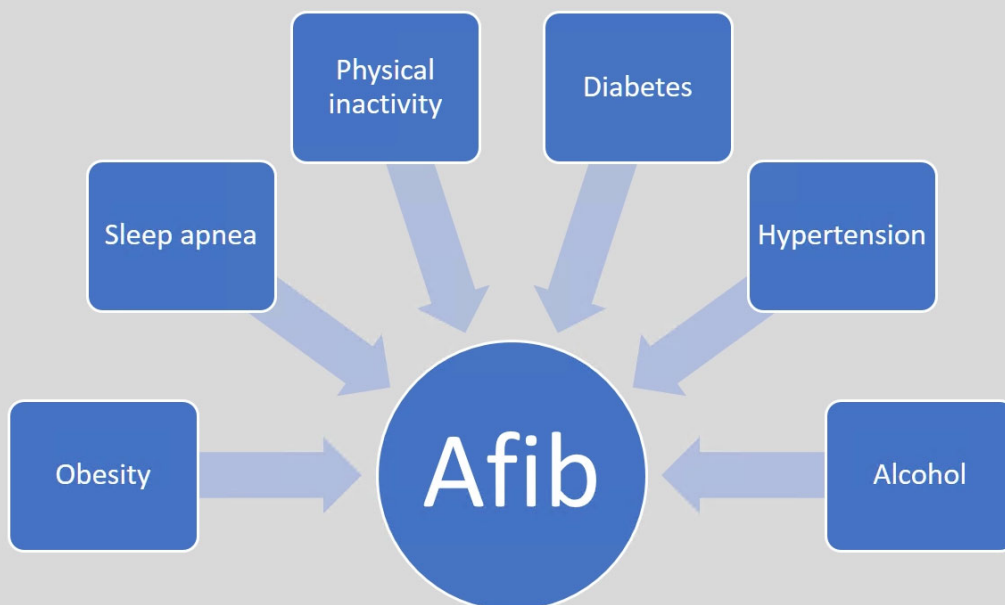 Physical
inactivity
Diabetes
Sleep apnea
Hypertension
Obesity
Afib
Alcohol